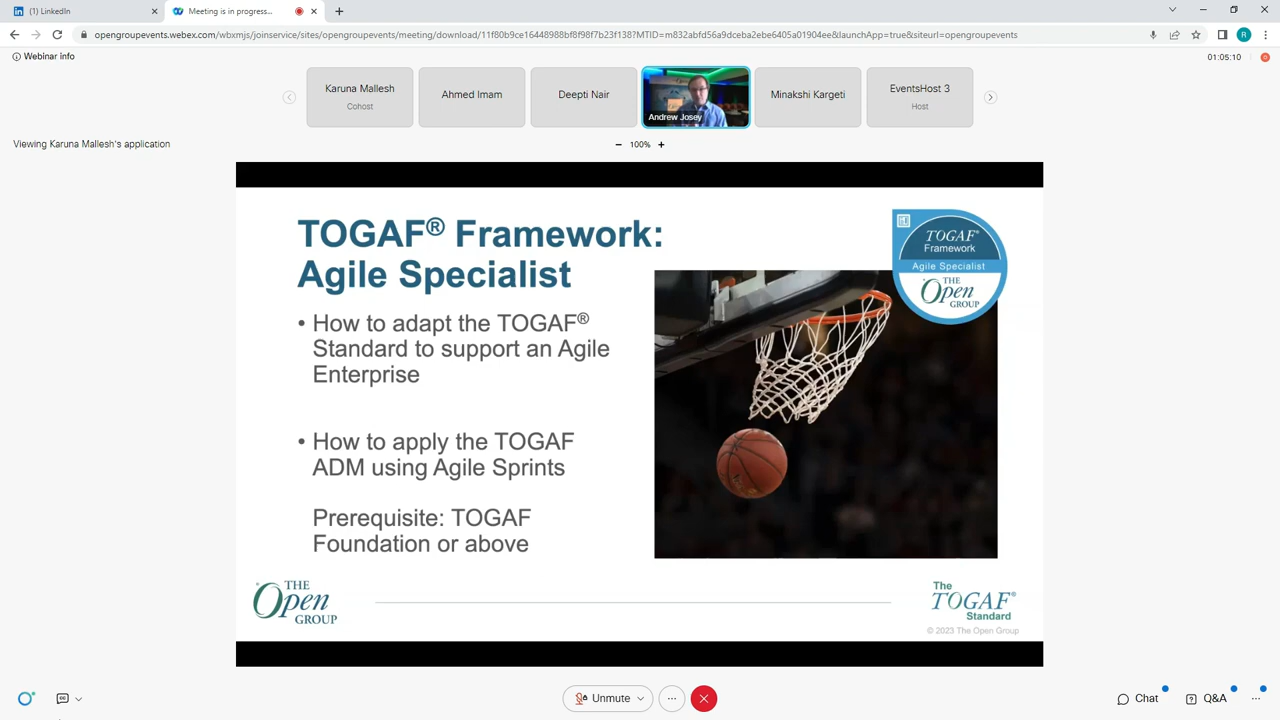 (1) LinkedIn
Meeting is in progress...
opengroupevents.webex.com/wbxmjs/joinservice/sites/opengroupevents/meeting/download/11f80b9ce16448988bf8f98f7b23f138?MTID=m832abfd56a9dceba2ebe6405a01904ee&launchApp=true&siteurl=opengroupevents
R
Webinar info
01:05:10
Karuna Mallesh
Cohost
Ahmed Imam
Deepti Nair
Andrew Josey
Minakshi Kargeti
EventsHost 3
Host
Viewing Karuna Mallesh's application
100%
TOGAF® Framework:
Agile Specialist
TOGAF®
Framework
Agile Specialist
THE
Open
GROUP
• How to adapt the TOGAF®
Standard to support an Agile
Enterprise
• How to apply the TOGAF
ADM using Agile Sprints
Prerequisite: TOGAF
Foundation or above
THE
Open
GROUP
The
TOGAF®
Standard
© 2023 The Open Group
Unmute
Chat
Q&A